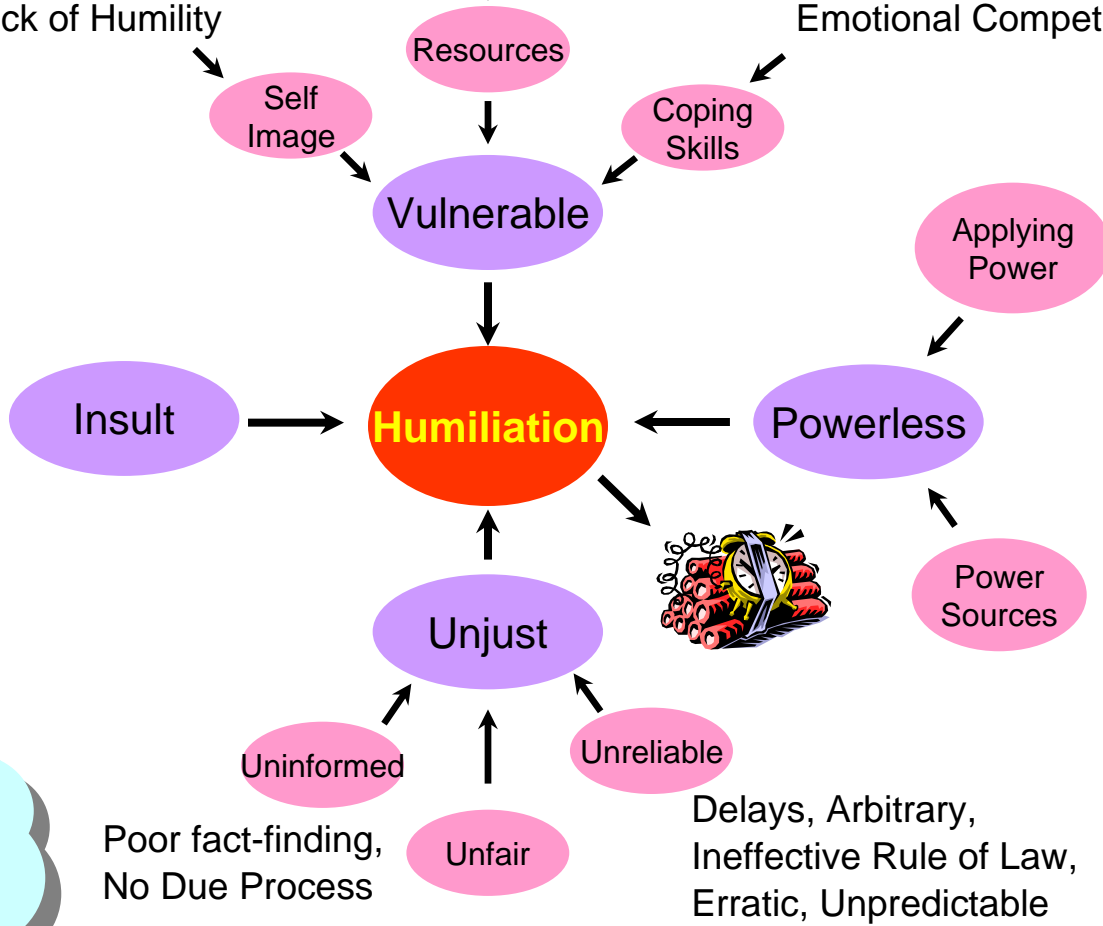 ck of Humility
Emotional Compet
Resources
Self
Image
Coping
Skills
Vulnerable
Applying
Power
Insult
Humiliation
Powerless
Power
Sources
Unjust
Uninformed
Unreliable
Unfair
Poor fact-finding,
No Due Process
Delays, Arbitrary,
Ineffective Rule of Law,
Erratic, Unpredictable